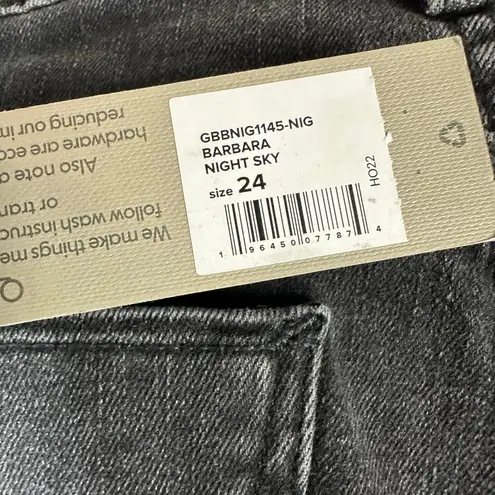 GBBNIG1145-NIG
BARBARA
NIGHT SKY
size 24
HO22
1 96450 07787 4
We make things me
follow wash instruc
or tran
Also note
hardware are eco
reducing our im